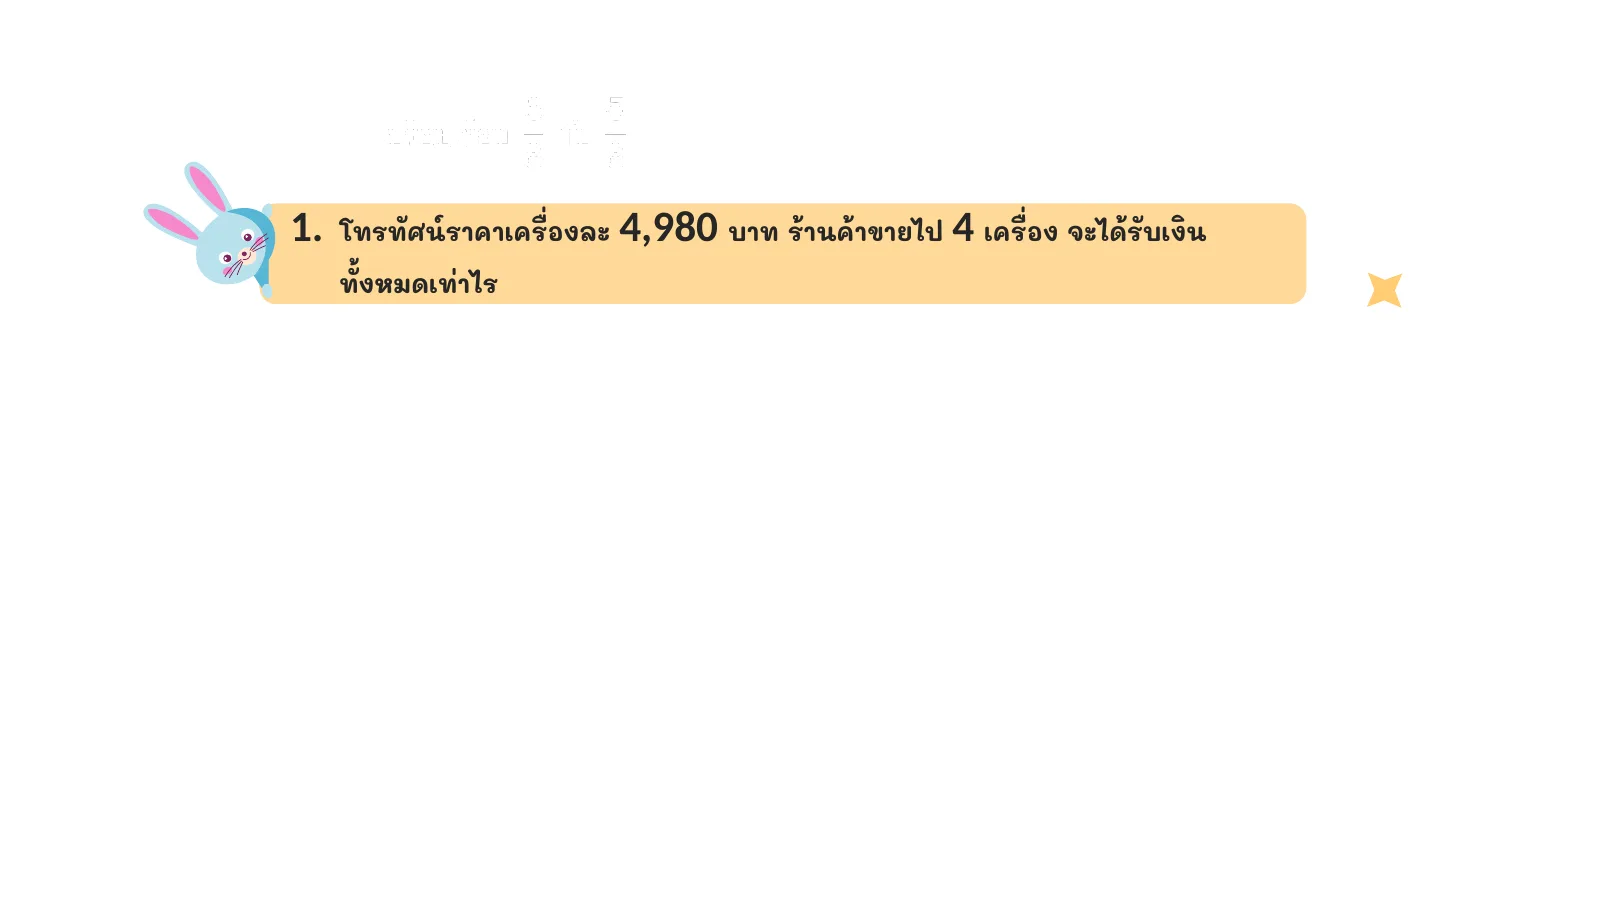 1. โทรทัศน์ราคาเครื่องละ 4,980 บาท ร้านค้าขายไป 4 เครื่อง จะได้รับเงิน
ทั้งหมดเท่าไร